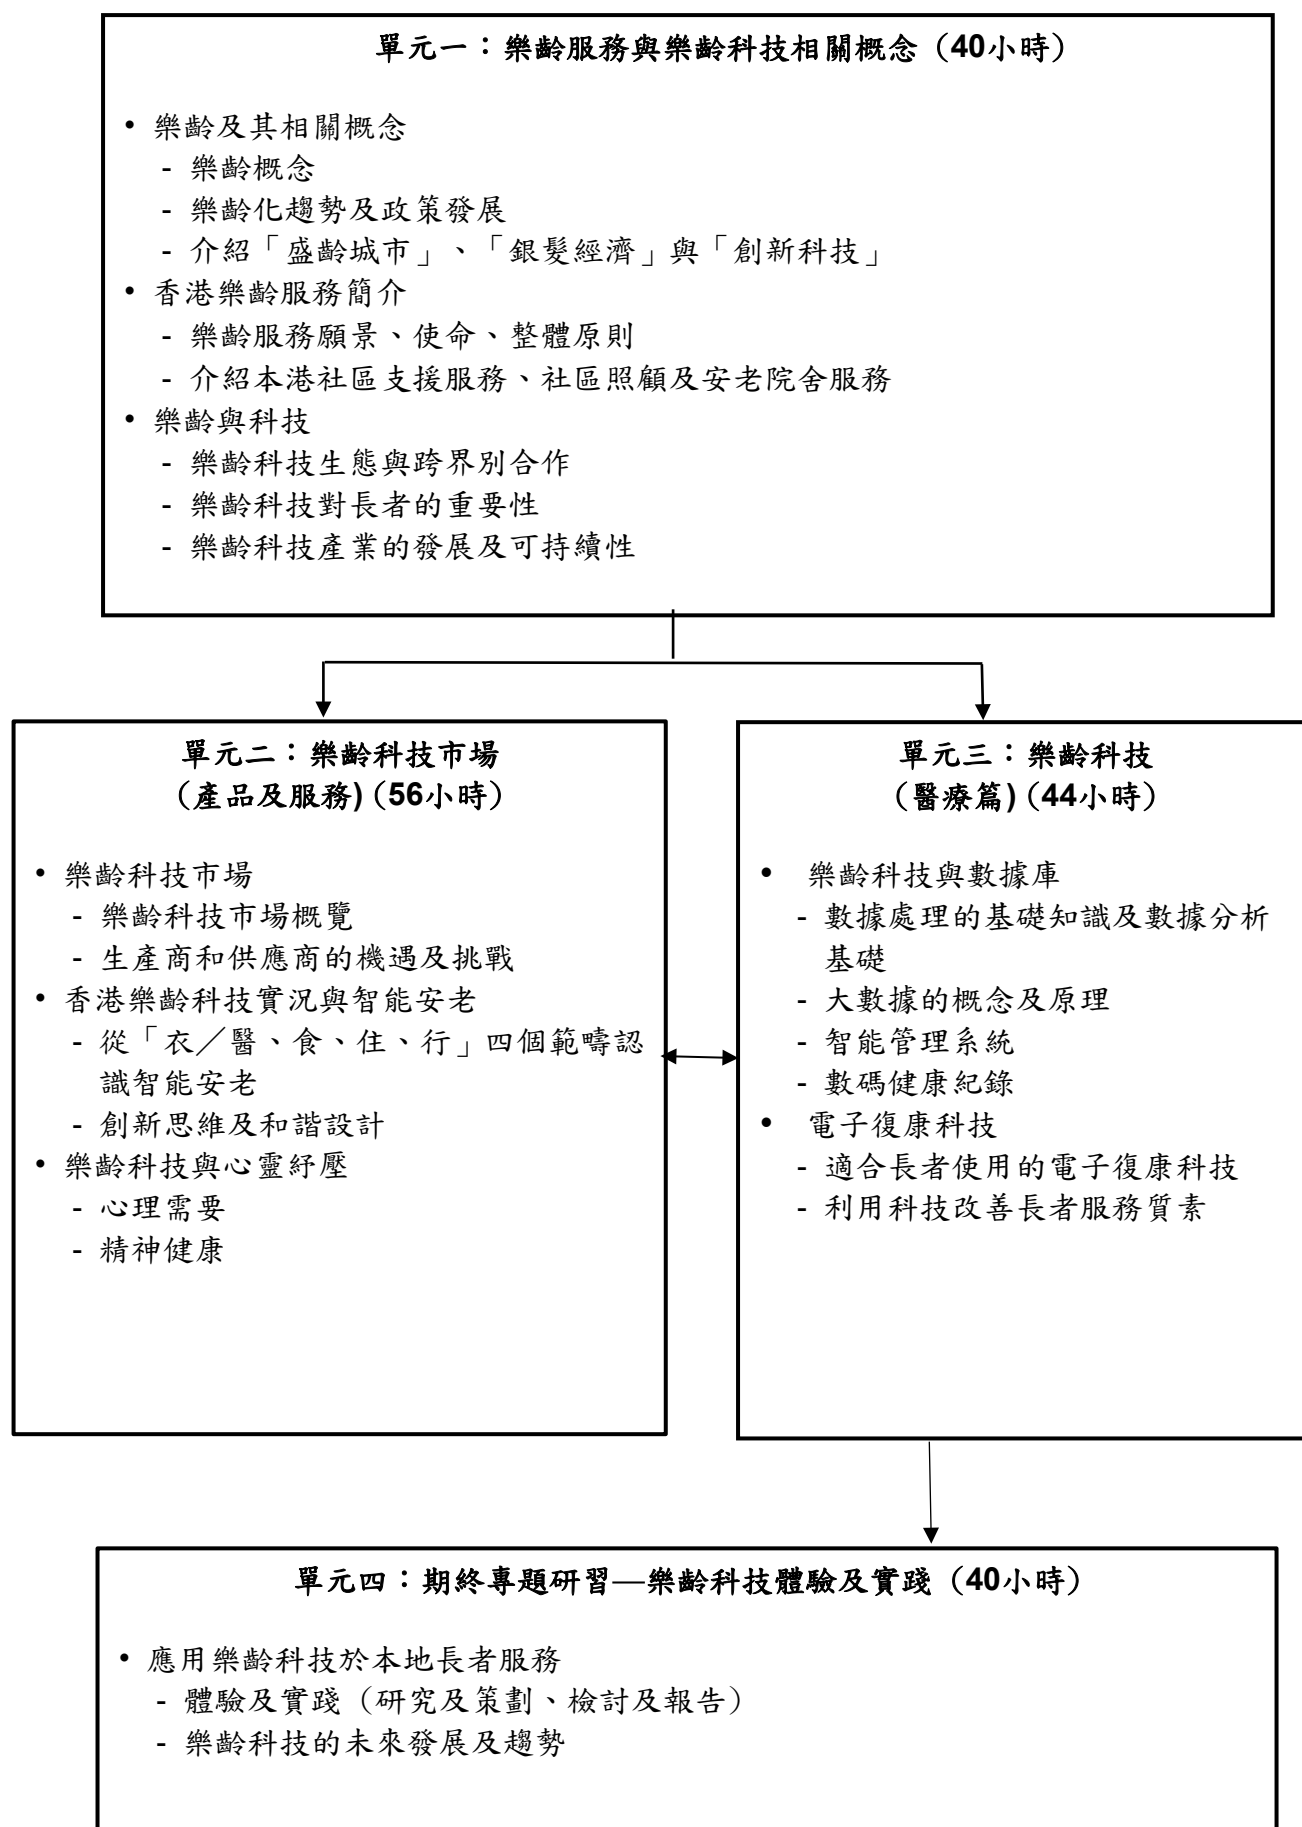 單元一：樂齡服務與樂齡科技相關概念（40小時）
• 樂齡及其相關概念
- 樂齡概念
- 樂齡化趨勢及政策發展
- 介紹「盛齡城市」、「銀髮經濟」與「創新科技」
• 香港樂齡服務簡介
- 樂齡服務願景、使命、整體原則
- 介紹本港社區支援服務、社區照顧及安老院舍服務
• 樂齡與科技
- 樂齡科技生態與跨界別合作
- 樂齡科技對長者的重要性
- 樂齡科技產業的發展及可持續性
單元二：樂齡科技市場
（產品及服務)（56小時）
• 樂齡科技市場
- 樂齡科技市場概覽
- 生產商和供應商的機遇及挑戰
• 香港樂齡科技實況與智能安老
- 從「衣／醫、食、住、行」四個範疇認
識智能安老
- 創新思維及和諧設計
• 樂齡科技與心靈紓壓
- 心理需要
- 精神健康
單元三：樂齡科技
（醫療篇)（44小時）
• 樂齡科技與數據庫
- 數據處理的基礎知識及數據分析
基礎
- 大數據的概念及原理
- 智能管理系統
- 數碼健康紀錄
• 電子復康科技
- 適合長者使用的電子復康科技
- 利用科技改善長者服務質素
單元四：期終專題研習—樂齡科技體驗及實踐（40小時）
• 應用樂齡科技於本地長者服務
- 體驗及實踐（研究及策劃、檢討及報告）
- 樂齡科技的未來發展及趨勢